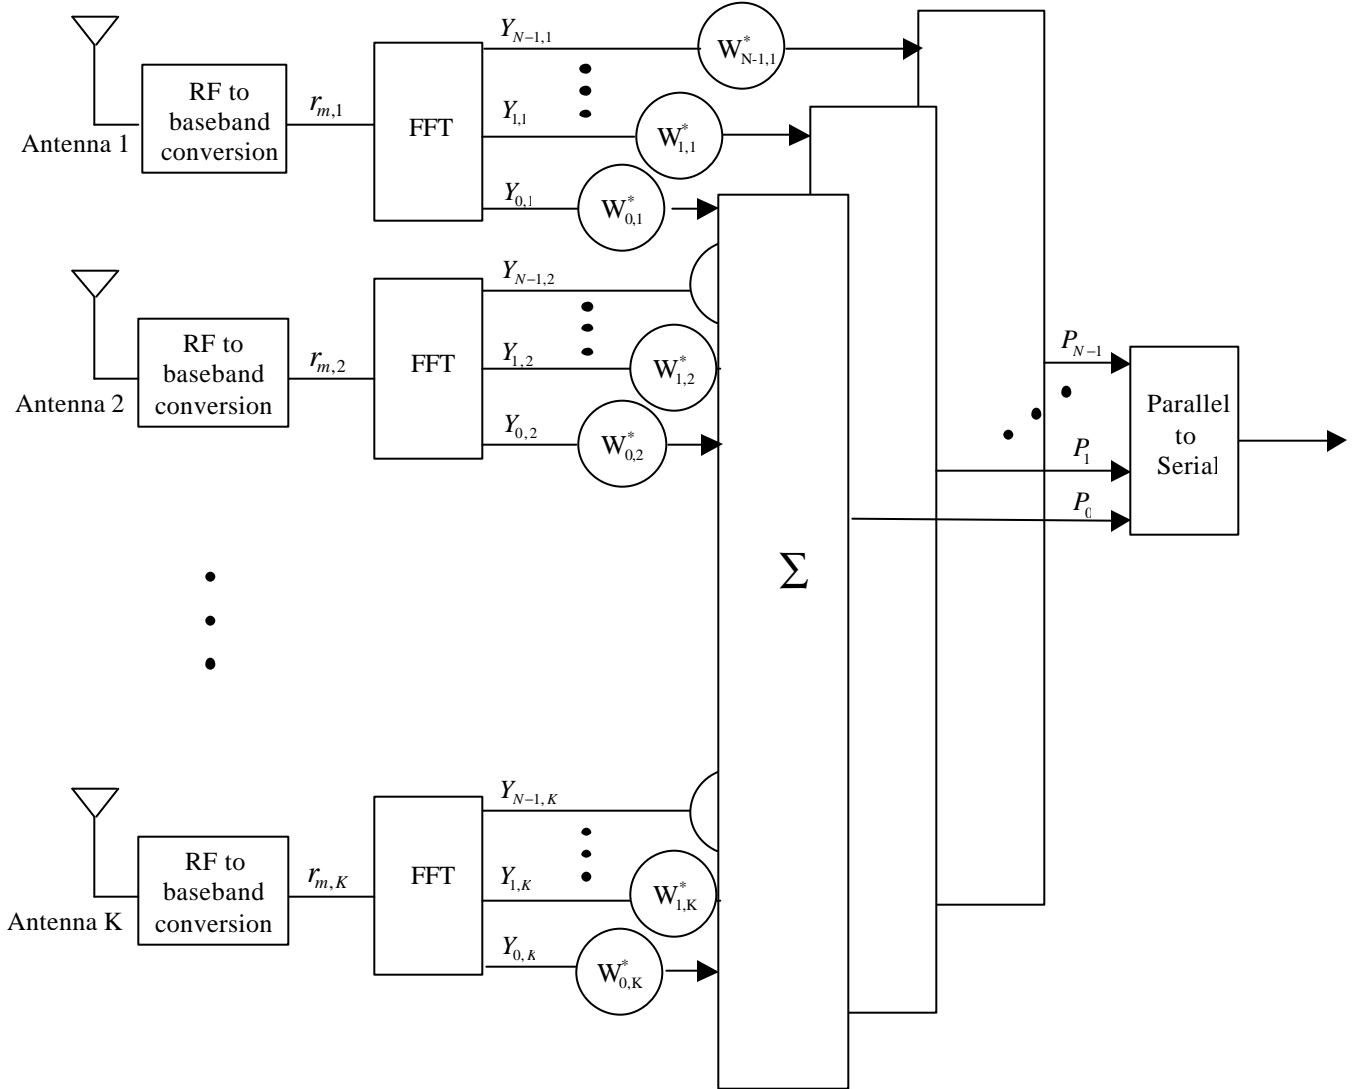 Y_{N-1,1}
W^*_{N-1,1}
RF to
baseband
conversion
r_{m,1}
FFT
Y_{1,1}
W^*_{1,1}
Antenna 1
Y_{0,1}
W^*_{0,1}
Y_{N-1,2}
RF to
baseband
conversion
r_{m,2}
FFT
Y_{1,2}
W^*_{1,2}
Antenna 2
Y_{0,2}
W^*_{0,2}
P_{N-1}
P_1
P_0
Parallel
to
Serial
Σ
Y_{N-1,K}
RF to
baseband
conversion
r_{m,K}
FFT
Y_{1,K}
W^*_{1,K}
Antenna K
Y_{0,K}
W^*_{0,K}